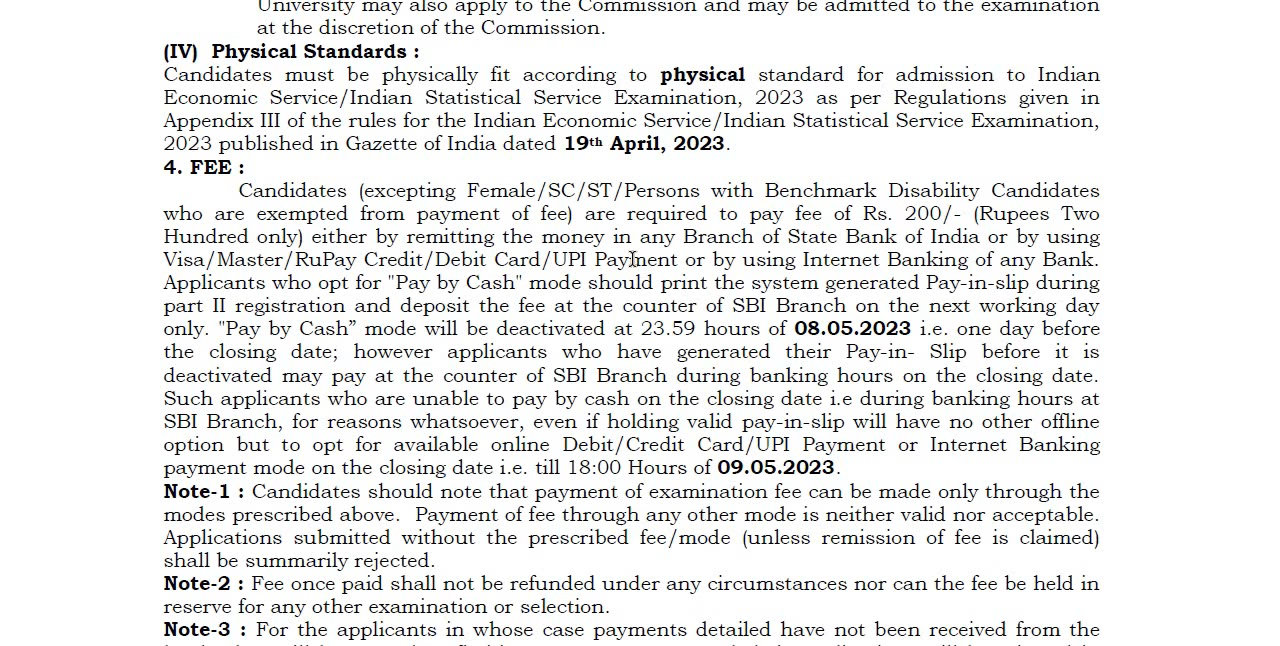 University may also apply to the Commission and may be admitted to the examination
at the discretion of the Commission.
(IV) Physical Standards :
Candidates must be physically fit according to physical standard for admission to Indian
Economic Service/Indian Statistical Service Examination, 2023 as per Regulations given in
Appendix III of the rules for the Indian Economic Service/Indian Statistical Service Examination,
2023 published in Gazette of India dated 19th April, 2023.
4. FEE :
Candidates (excepting Female/SC/ST/Persons with Benchmark Disability Candidates
who are exempted from payment of fee) are required to pay fee of Rs. 200/- (Rupees Two
Hundred only) either by remitting the money in any Branch of State Bank of India or by using
Visa/Master/RuPay Credit/Debit Card/UPI Payment or by using Internet Banking of any Bank.
Applicants who opt for "Pay by Cash" mode should print the system generated Pay-in-slip during
part II registration and deposit the fee at the counter of SBI Branch on the next working day
only. "Pay by Cash” mode will be deactivated at 23.59 hours of 08.05.2023 i.e. one day before
the closing date; however applicants who have generated their Pay-in- Slip before it is
deactivated may pay at the counter of SBI Branch during banking hours on the closing date.
Such applicants who are unable to pay by cash on the closing date i.e during banking hours at
SBI Branch, for reasons whatsoever, even if holding valid pay-in-slip will have no other offline
option but to opt for available online Debit/Credit Card/UPI Payment or Internet Banking
payment mode on the closing date i.e. till 18:00 Hours of 09.05.2023.
Note-1 : Candidates should note that payment of examination fee can be made only through the
modes prescribed above. Payment of fee through any other mode is neither valid nor acceptable.
Applications submitted without the prescribed fee/mode (unless remission of fee is claimed)
shall be summarily rejected.
Note-2 : Fee once paid shall not be refunded under any circumstances nor can the fee be held in
reserve for any other examination or selection.
Note-3 : For the applicants in whose case payments detailed have not been received from the